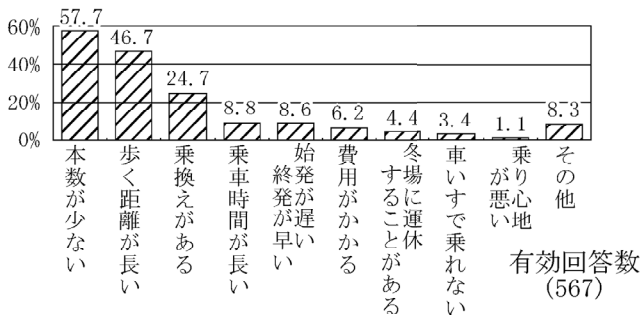 60%
40%
20%
0%
57.7
46.7
24.7
8.8
8.6
6.2
4.4
3.4
1.1
8.3
本数が少ない
歩く距離が長い
乗換えがある
乗車時間が長い
始発が遅い
終発が早い
費用がかかる
冬場に運休
することがある
車いすで乗れない
乗り心地
が悪い
その他
有効回答数
(567)